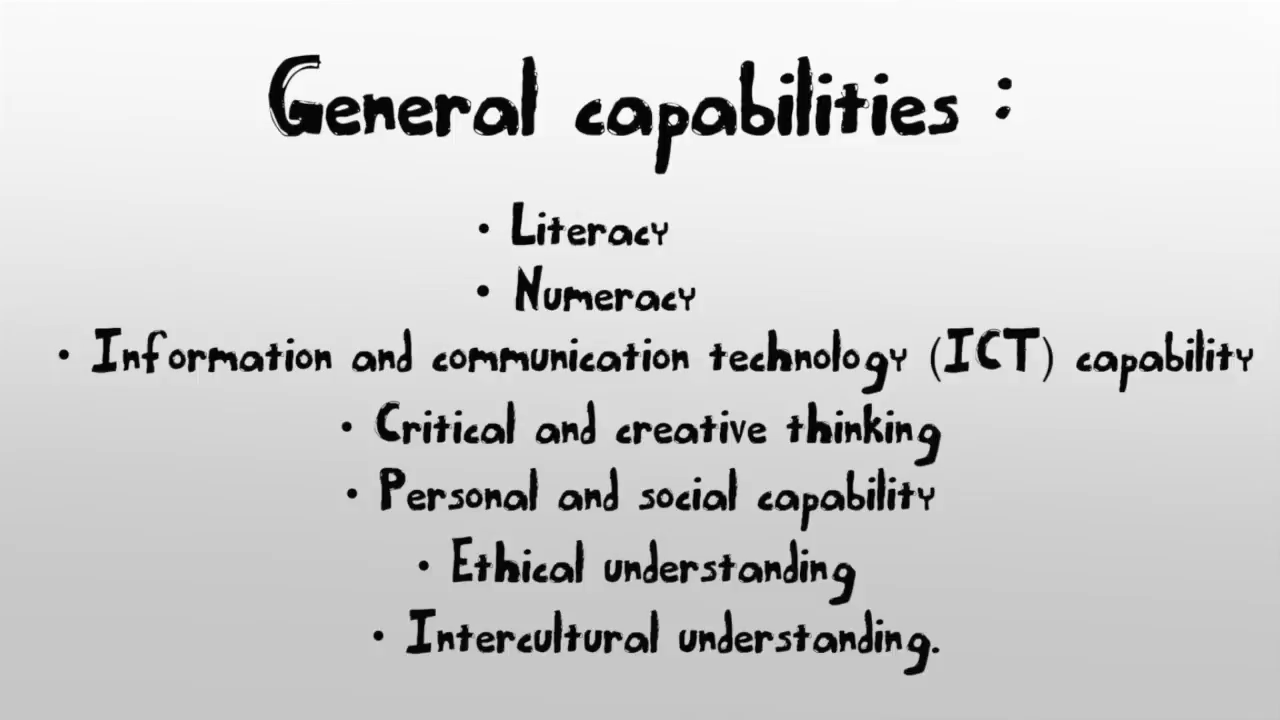 General capabilities :
• Literacy
• Numeracy
• Information and communication technology (ICT) capability
• Critical and creative thinking
• Personal and social capability
• Ethical understanding
• Intercultural understanding.